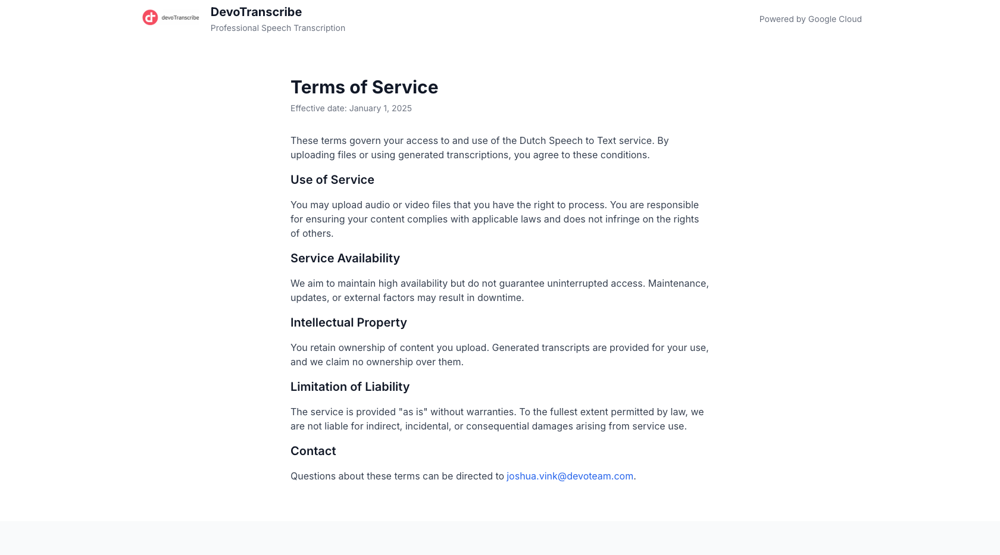 devoTranscribe
DevoTranscribe
Professional Speech Transcription
Powered by Google Cloud
Terms of Service
Effective date: January 1, 2025
These terms govern your access to and use of the Dutch Speech to Text service. By
uploading files or using generated transcriptions, you agree to these conditions.
Use of Service
You may upload audio or video files that you have the right to process. You are responsible
for ensuring your content complies with applicable laws and does not infringe on the rights
of others.
Service Availability
We aim to maintain high availability but do not guarantee uninterrupted access. Maintenance,
updates, or external factors may result in downtime.
Intellectual Property
You retain ownership of content you upload. Generated transcripts are provided for your use,
and we claim no ownership over them.
Limitation of Liability
The service is provided "as is" without warranties. To the fullest extent permitted by law, we
are not liable for indirect, incidental, or consequential damages arising from service use.
Contact
Questions about these terms can be directed to joshua.vink@devoteam.com.